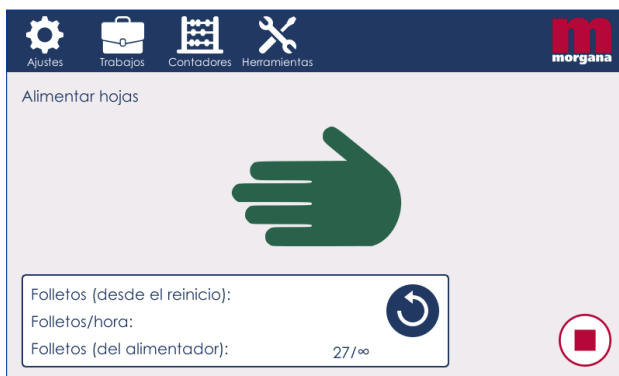 Ajustes Trabajos Contadores Herramientas
morgana
Alimentar hojas
Folletos (desde el reinicio):
Folletos/hora:
Folletos (del alimentador): 27/∞